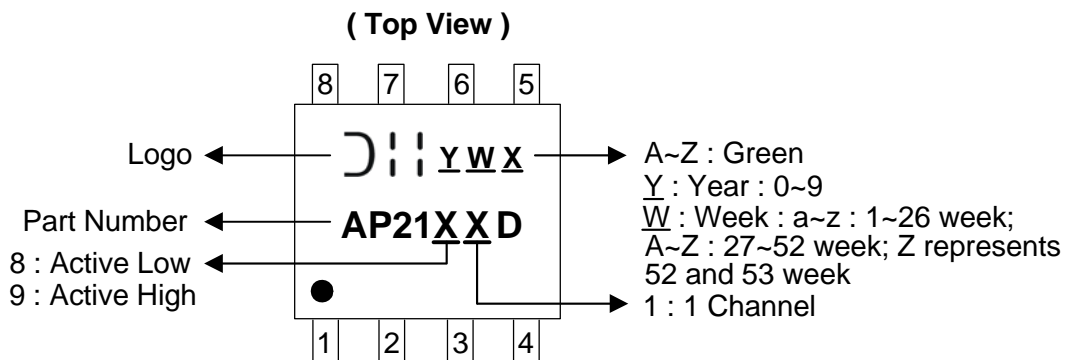 ( Top View )
8 7 6 5
Logo
Y W X
A~Z : Green
Y : Year : 0~9
W : Week : a~z : 1~26 week;
A~Z : 27~52 week; Z represents
52 and 53 week
Part Number
AP21 X X D
8 : Active Low
9 : Active High
1 : 1 Channel
1 2 3 4